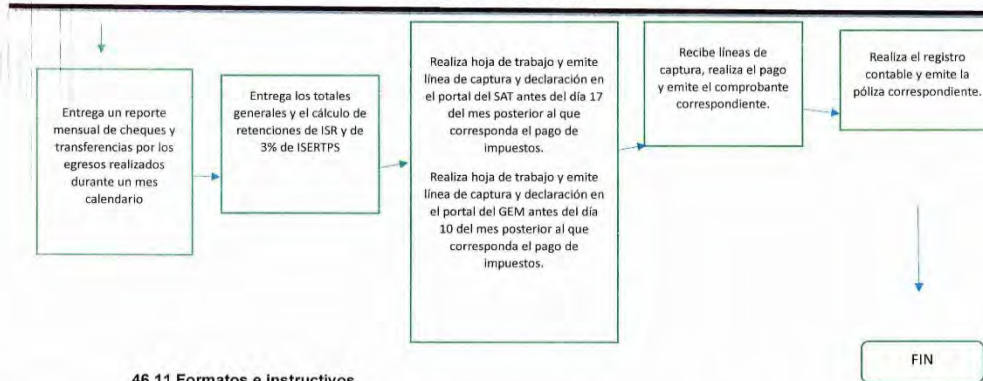 Entrega un reporte
mensual de cheques y
transferencias por los
egresos realizados
durante un mes
calendario
Entrega los totales
generales y el cálculo de
retenciones de ISR y de
3% de ISERTPS
Realiza hoja de trabajo y emite
línea de captura y declaración en
el portal del SAT antes del día 17
del mes posterior al que
corresponda el pago de
impuestos.
Realiza hoja de trabajo y emite
línea de captura y declaración en
el portal del GEM antes del día
10 del mes posterior al que
corresponda el pago de
impuestos.
Recibe líneas de
captura, realiza el pago
y emite el comprobante
correspondiente.
Realiza el registro
contable y emite la
póliza correspondiente.
FIN
46.11 Formatos e instructivos